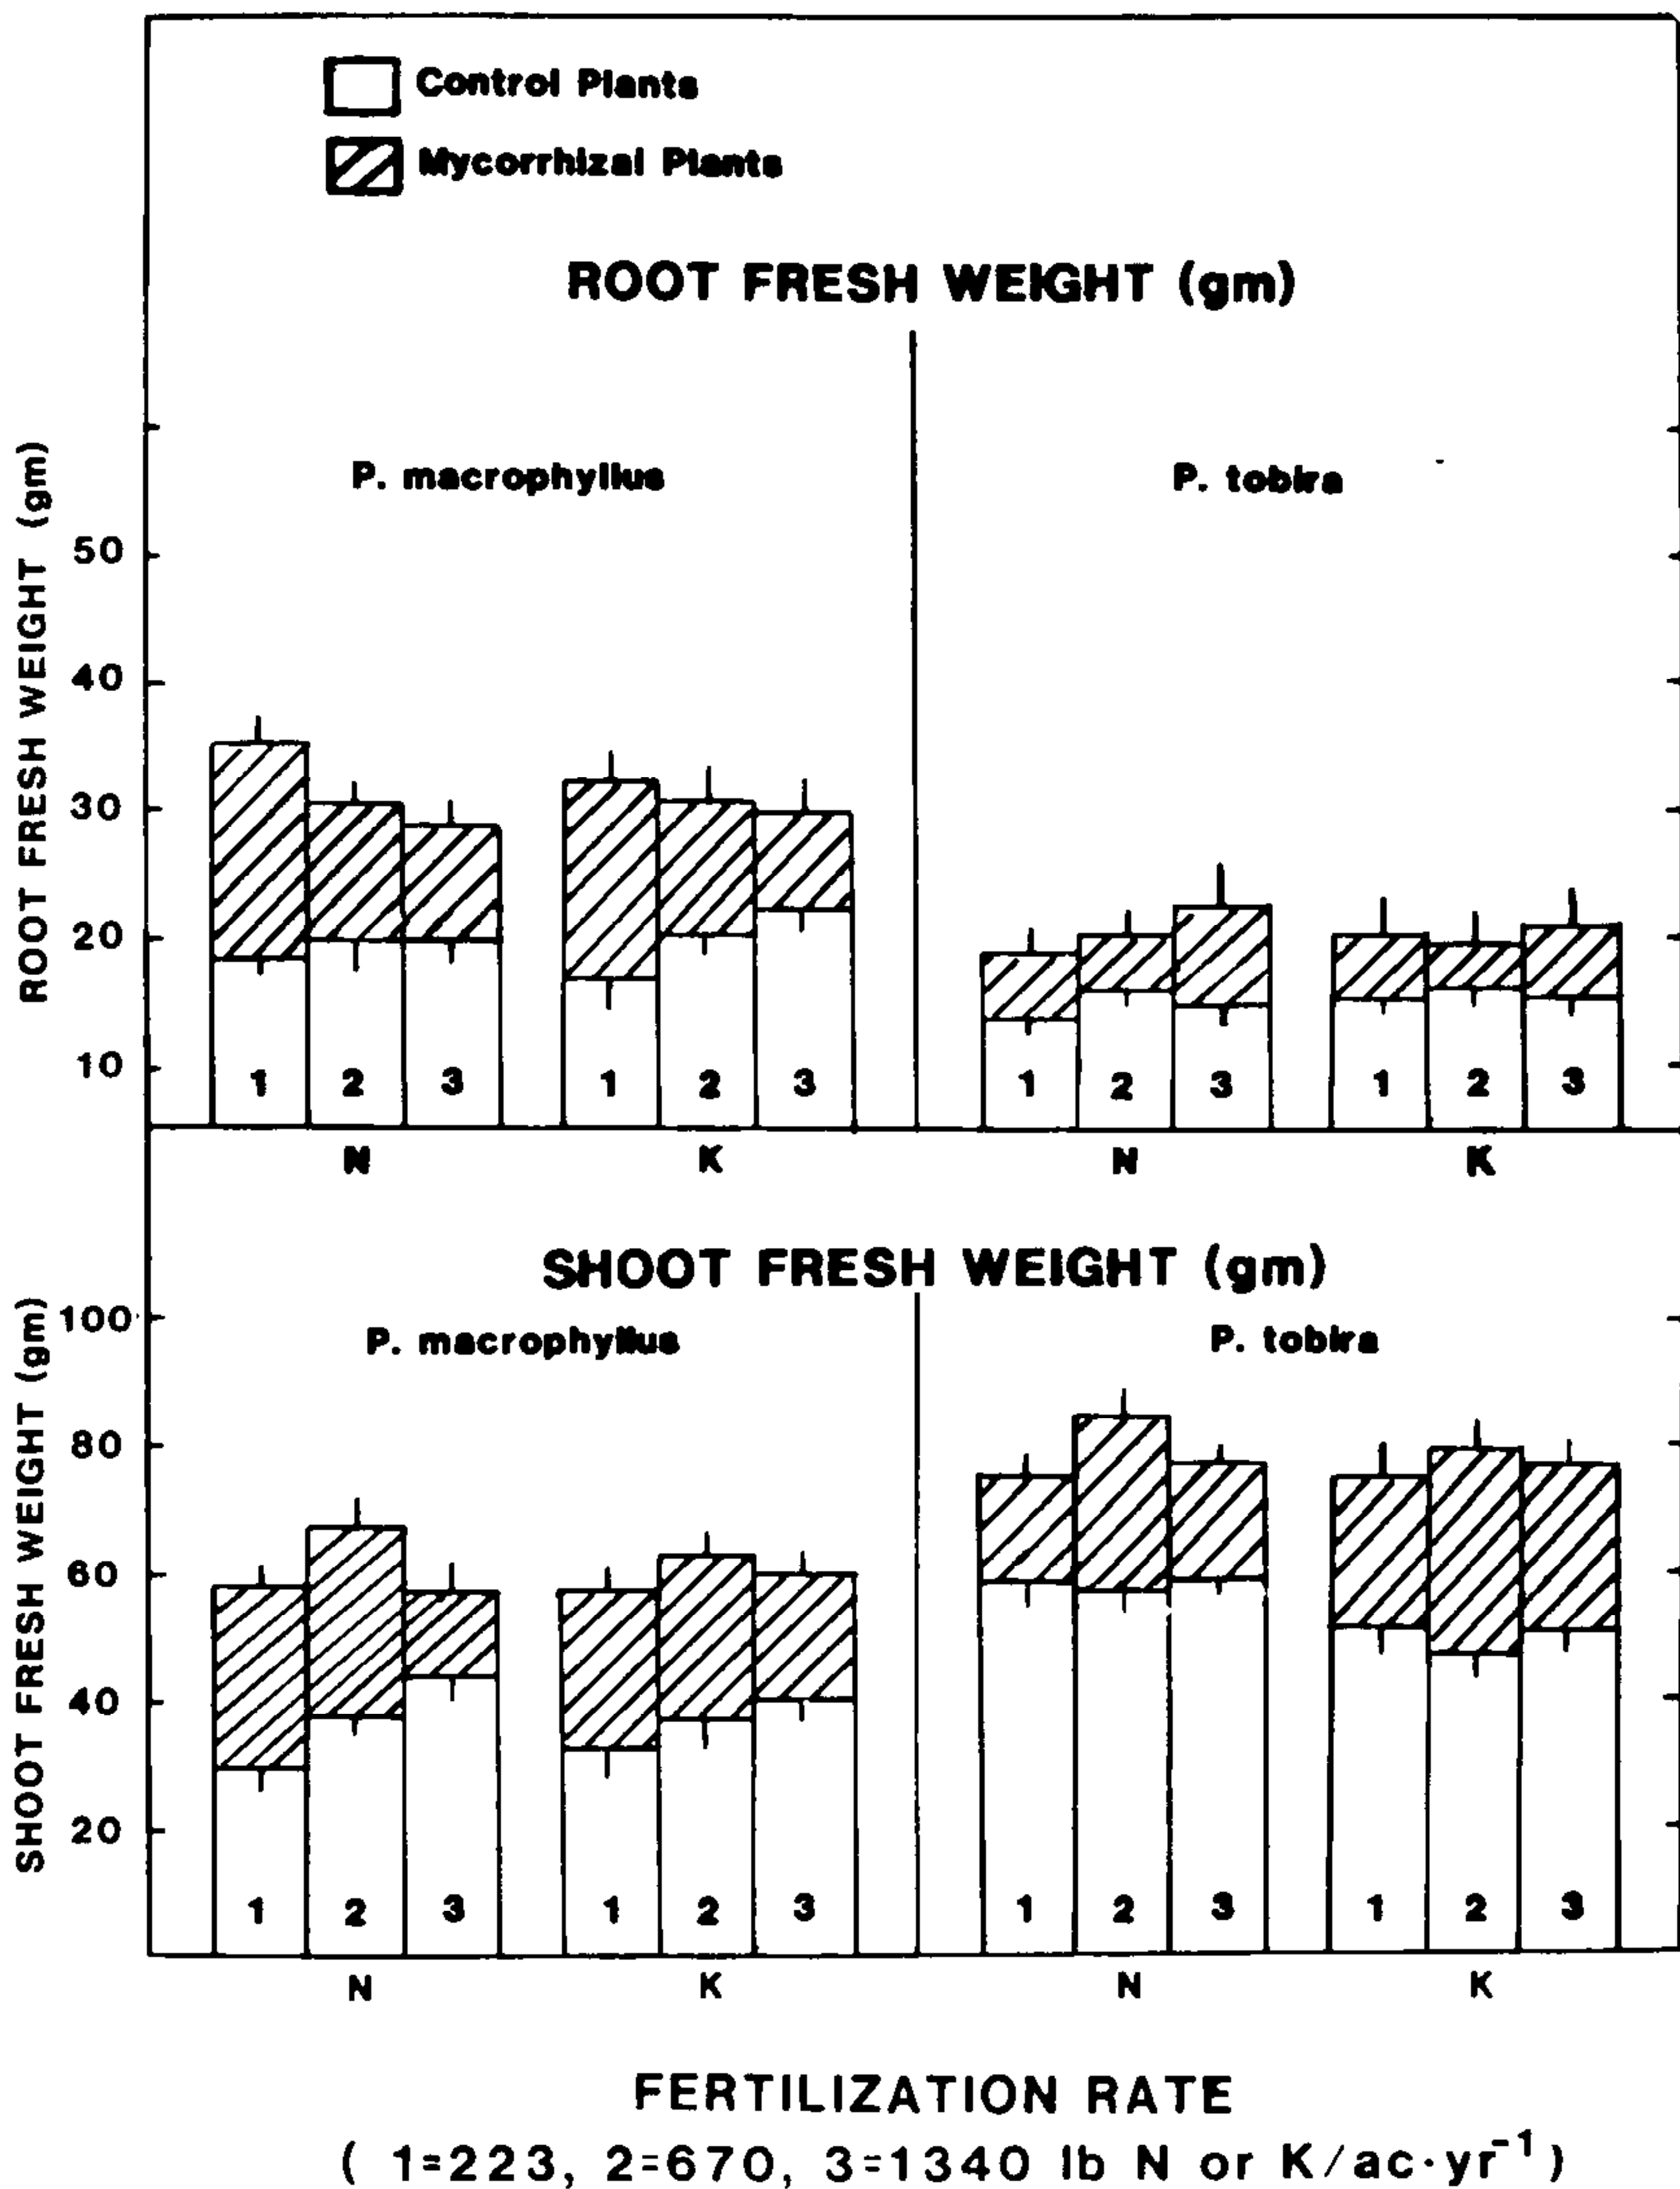 Control Plants
Mycorrhizal Plants
ROOT FRESH WEIGHT (gm)
P. macrophyllus P. tobira
ROOT FRESH WEIGHT (gm)
50
40
30
20
10
1 2 3 1 2 3 1 2 3 1 2 3
N K N K
SHOOT FRESH WEIGHT (gm)
P. macrophyllus P. tobira
SHOOT FRESH WEIGHT (gm)
100
80
60
40
20
1 2 3 1 2 3 1 2 3 1 2 3
N K N K
FERTILIZATION RATE
( 1=223, 2=670, 3=1340 lb N or K/ac·yr⁻¹)